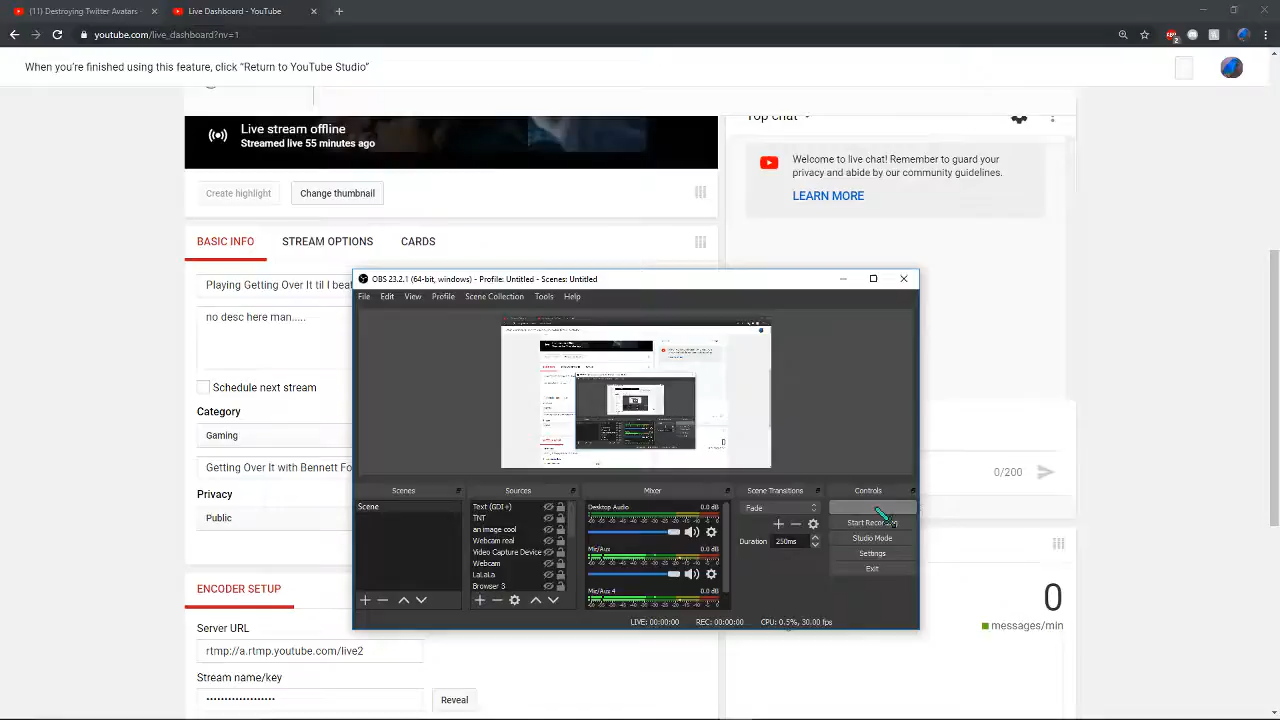 (11) Destroying Twitter Avatars -
Live Dashboard - YouTube
youtube.com/live_dashboard?nv=1
When you're finished using this feature, click "Return to YouTube Studio"
Live stream offline
Streamed live 55 minutes ago
Create highlight
Change thumbnail
BASIC INFO
STREAM OPTIONS
CARDS
Playing Getting Over It til I bea
no desc here man.....
Schedule next stream
Category
Gaming
Getting Over It with Bennett Fo
Privacy
Public
ENCODER SETUP
Server URL
rtmp://a.rtmp.youtube.com/live2
Stream name/key
••••••••••••••••••
Reveal
Top chat
Welcome to live chat! Remember to guard your
privacy and abide by our community guidelines.
LEARN MORE
0/200
0
messages/min
OBS 23.2.1 (64-bit, windows) - Profile: Untitled - Scenes: Untitled
File Edit View Profile Scene Collection Tools Help
Scenes
Scene
Sources
Text (GDI+)
TNT
an image cool
Webcam real
Video Capture Device
Webcam
LaLaLa
Browser 3
Mixer
Desktop Audio 0.0 dB
Mic/Aux 0.0 dB
Mic/Aux 4 0.0 dB
Scene Transitions
Fade
Duration 250ms
Controls
Start Recording
Studio Mode
Settings
Exit
LIVE: 00:00:00 REC: 00:00:00 CPU: 0.5%, 30.00 fps